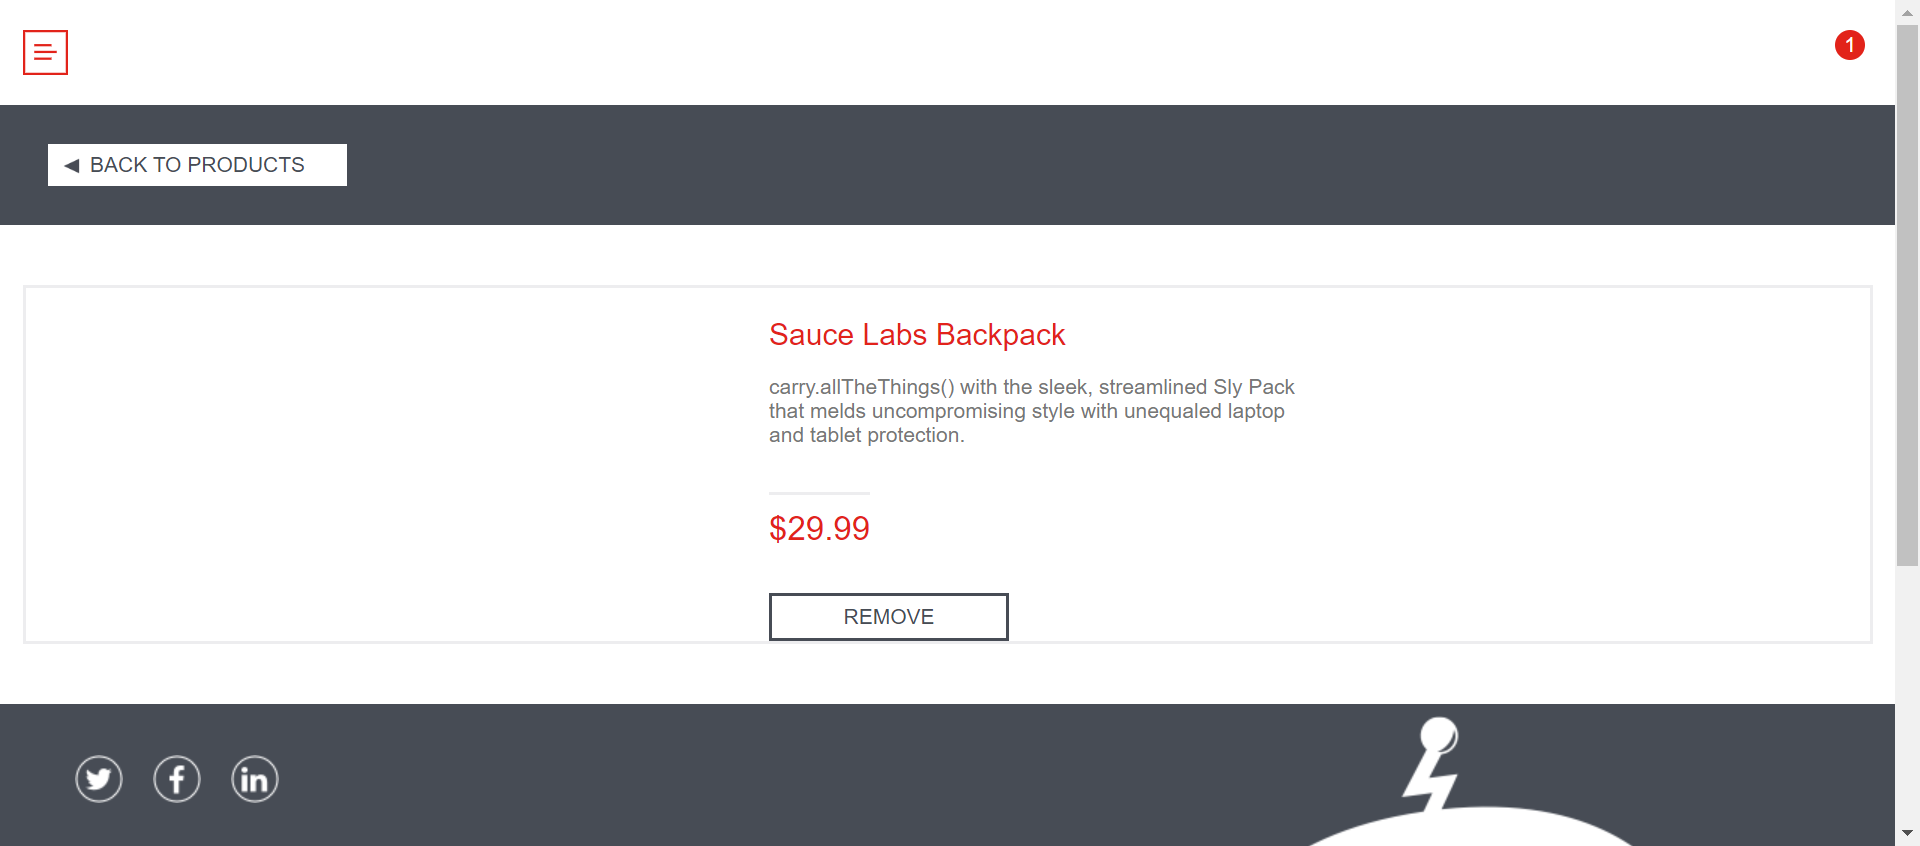 1
BACK TO PRODUCTS
Sauce Labs Backpack
carry.allTheThings() with the sleek, streamlined Sly Pack
that melds uncompromising style with unequaled laptop
and tablet protection.
$29.99
REMOVE